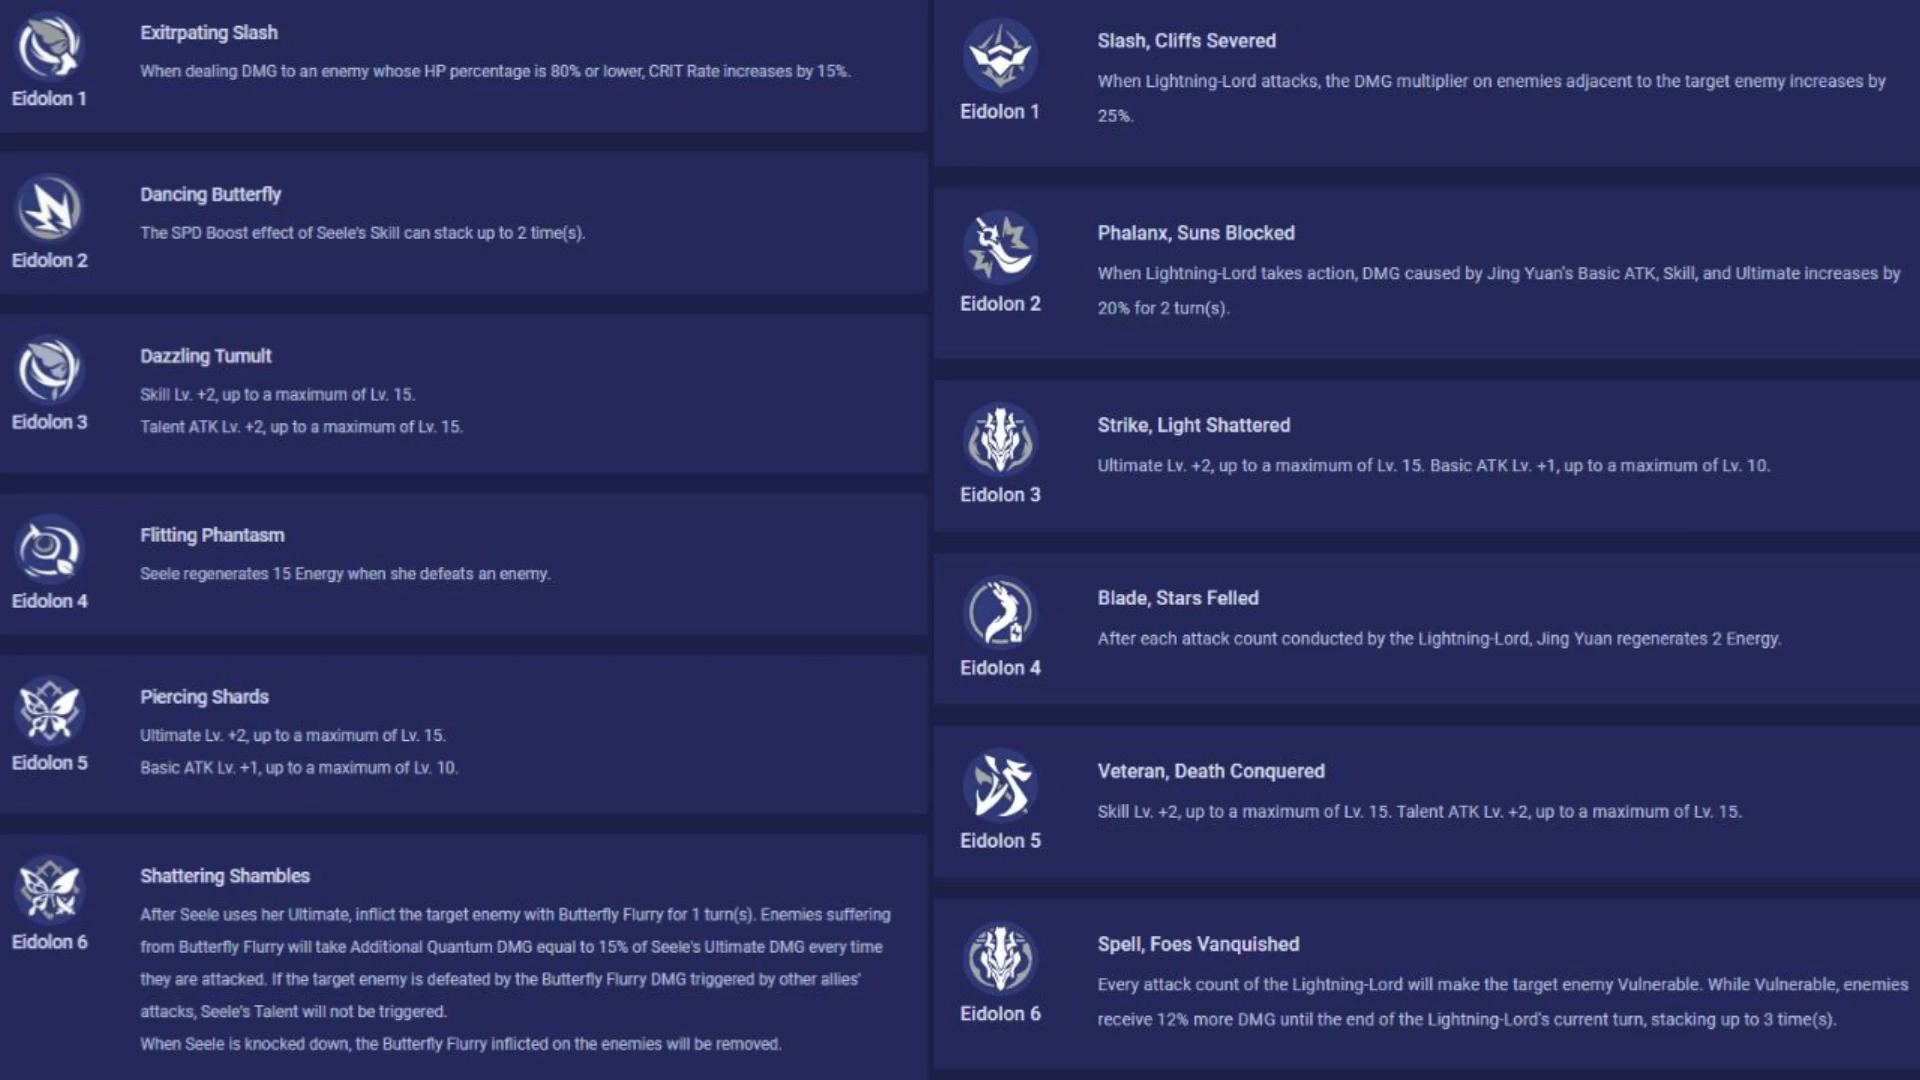 Exitrpating Slash
When dealing DMG to an enemy whose HP percentage is 80% or lower, CRIT Rate increases by 15%.
Eidolon 1
Dancing Butterfly
The SPD Boost effect of Seele's Skill can stack up to 2 time(s).
Eidolon 2
Dazzling Tumult
Skill Lv. +2, up to a maximum of Lv. 15.
Eidolon 3
Talent ATK Lv. +2, up to a maximum of Lv. 15.
Flitting Phantasm
Seele regenerates 15 Energy when she defeats an enemy.
Eidolon 4
Piercing Shards
Ultimate Lv. +2, up to a maximum of Lv. 15.
Eidolon 5
Basic ATK Lv. +1, up to a maximum of Lv. 10.
Shattering Shambles
After Seele uses her Ultimate, inflict the target enemy with Butterfly Flurry for 1 turn(s). Enemies suffering
Eidolon 6
from Butterfly Flurry will take Additional Quantum DMG equal to 15% of Seele's Ultimate DMG every time
they are attacked. If the target enemy is defeated by the Butterfly Flurry DMG triggered by other allies'
attacks, Seele's Talent will not be triggered.
When Seele is knocked down, the Butterfly Flurry inflicted on the enemies will be removed.
Slash, Cliffs Severed
When Lightning-Lord attacks, the DMG multiplier on enemies adjacent to the target enemy increases by
25%.
Eidolon 1
Phalanx, Suns Blocked
When Lightning-Lord takes action, DMG caused by Jing Yuan's Basic ATK, Skill, and Ultimate increases by
20% for 2 turn(s).
Eidolon 2
Strike, Light Shattered
Ultimate Lv. +2, up to a maximum of Lv. 15. Basic ATK Lv. +1, up to a maximum of Lv. 10.
Eidolon 3
Blade, Stars Felled
After each attack count conducted by the Lightning-Lord, Jing Yuan regenerates 2 Energy.
Eidolon 4
Veteran, Death Conquered
Skill Lv. +2, up to a maximum of Lv. 15. Talent ATK Lv. +2, up to a maximum of Lv. 15.
Eidolon 5
Spell, Foes Vanquished
Every attack count of the Lightning-Lord will make the target enemy Vulnerable. While Vulnerable, enemies
receive 12% more DMG until the end of the Lightning-Lord's current turn, stacking up to 3 time(s).
Eidolon 6